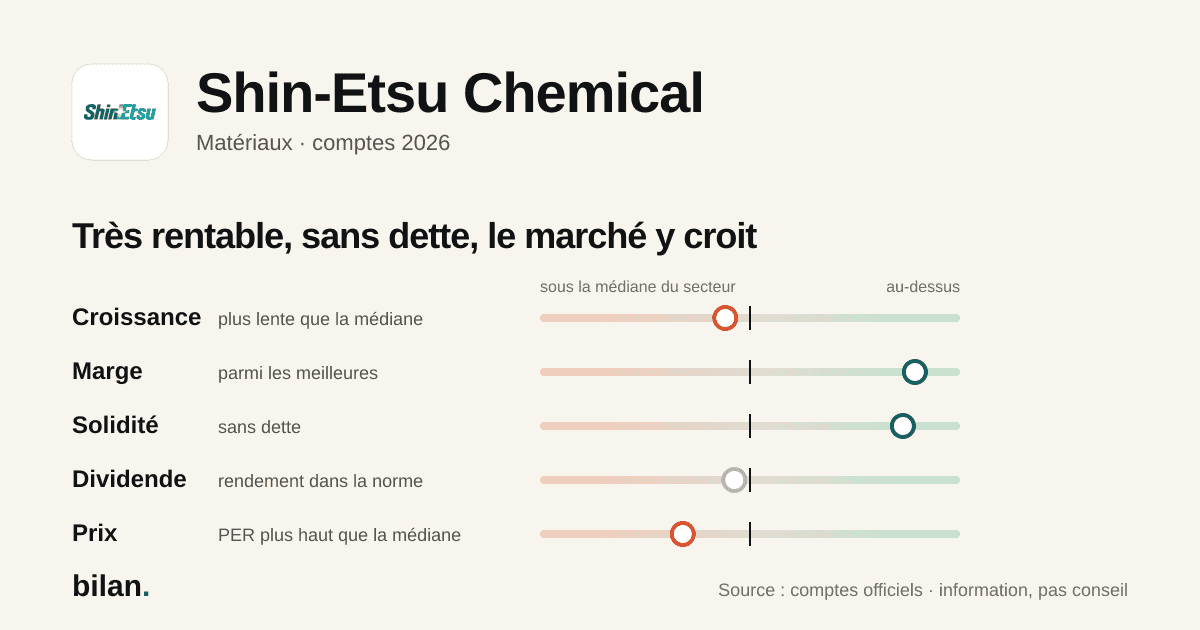 ShinEtsu
Shin-Etsu Chemical
Matériaux · comptes 2026
Très rentable, sans dette, le marché y croit
sous la médiane du secteur au-dessus
Croissance plus lente que la médiane
Marge parmi les meilleures
Solidité sans dette
Dividende rendement dans la norme
Prix PER plus haut que la médiane
bilan.
Source : comptes officiels · information, pas conseil